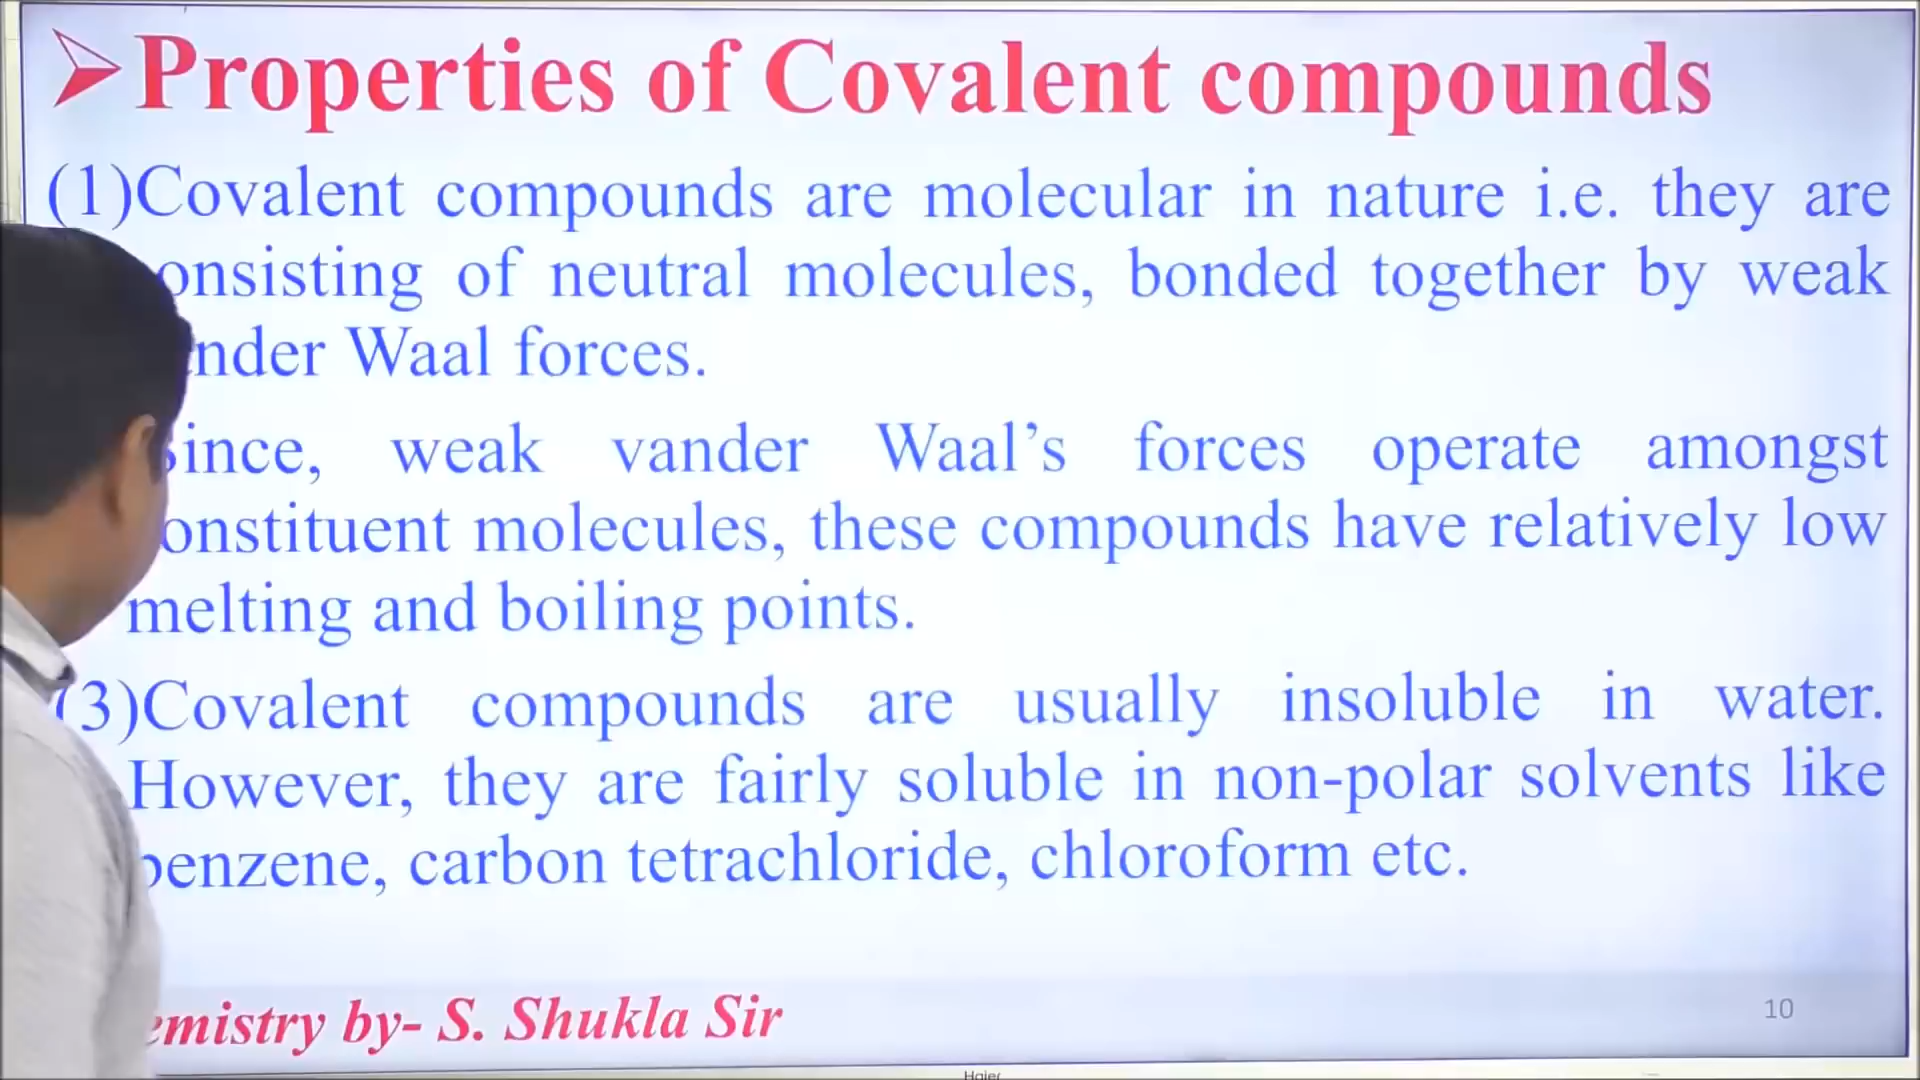 Properties of Covalent compounds
(1)Covalent compounds are molecular in nature i.e. they are
onsisting of neutral molecules, bonded together by weak
nder Waal forces.
ince, weak vander Waal’s forces operate amongst
onstituent molecules, these compounds have relatively low
melting and boiling points.
(3)Covalent compounds are usually insoluble in water.
However, they are fairly soluble in non-polar solvents like
benzene, carbon tetrachloride, chloroform etc.
emistry by- S. Shukla Sir
10
Haier